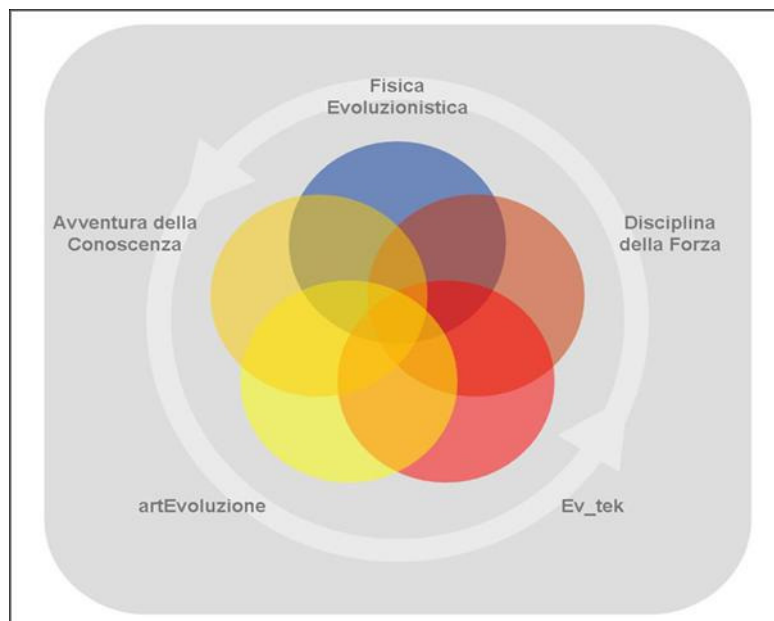 Fisica
Evoluzionistica
Avventura della
Conoscenza
Disciplina
della Forza
artEvoluzione
Ev_tek